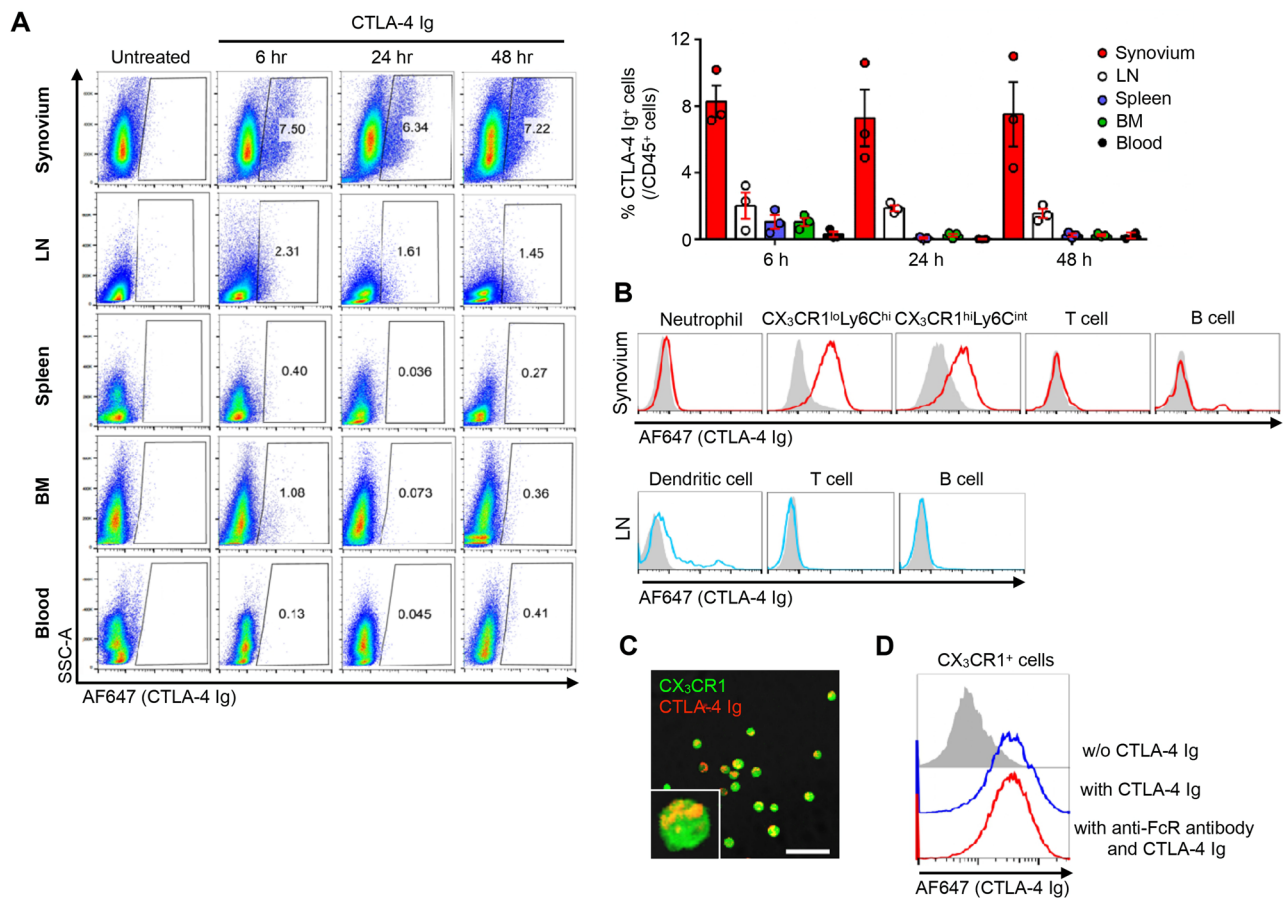 A
CTLA-4 Ig
Untreated 6 hr 24 hr 48 hr
Synovium 7.50 6.34 7.22
LN 2.31 1.61 1.45
Spleen 0.40 0.036 0.27
BM 1.08 0.073 0.36
Blood 0.13 0.045 0.41
SSC-A
AF647 (CTLA-4 Ig)
% CTLA-4 Ig⁺ cells
(/CD45⁺ cells)
12
8
4
0
6 h 24 h 48 h
Synovium
LN
Spleen
BM
Blood
B
Neutrophil CX₃CR1ˡᵒLy6Cʰⁱ CX₃CR1ʰⁱLy6Cⁱⁿᵗ T cell B cell
Synovium
AF647 (CTLA-4 Ig)
Dendritic cell T cell B cell
LN
AF647 (CTLA-4 Ig)
C
CX₃CR1
CTLA-4 Ig
D
CX₃CR1⁺ cells
w/o CTLA-4 Ig
with CTLA-4 Ig
with anti-FcR antibody
and CTLA-4 Ig
AF647 (CTLA-4 Ig)